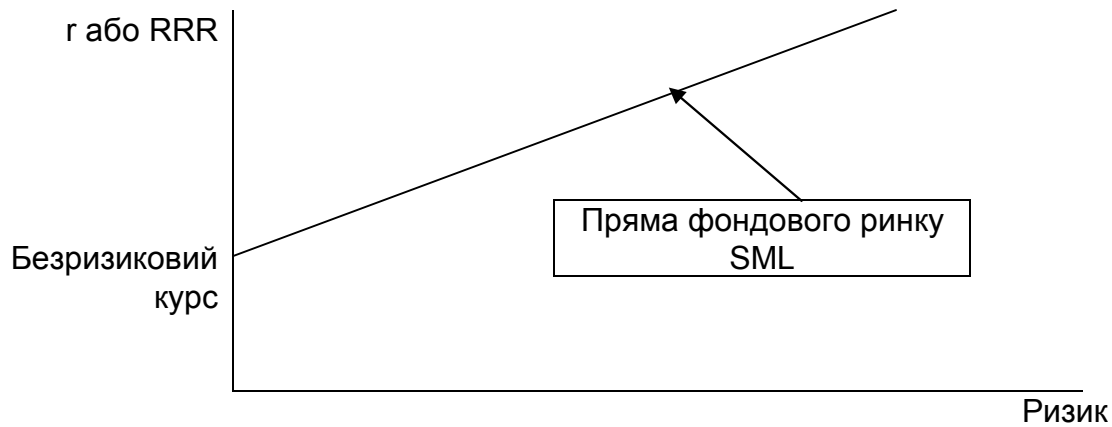 r або RRR
Пряма фондового ринку
SML
Безризиковий
курс
Ризик